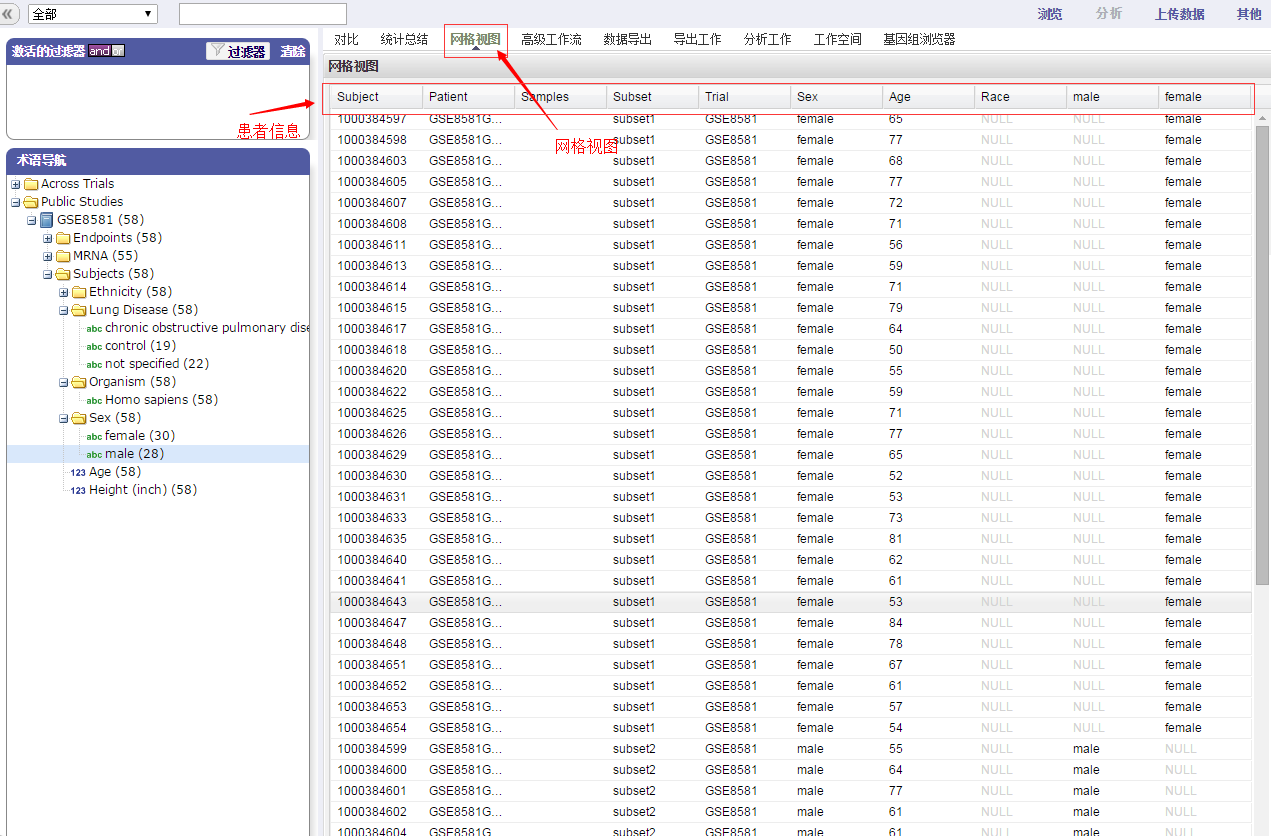 全部
浏览 分析 上传数据 其他
激活的过滤器 and or 过滤器 清除
对比 统计总结 网格视图 高级工作流 数据导出 导出工作 分析工作 工作空间 基因组浏览器
网格视图
患者信息
网格视图
术语导航
Across Trials
Public Studies
GSE8581 (58)
Endpoints (58)
MRNA (55)
Subjects (58)
Ethnicity (58)
Lung Disease (58)
abc chronic obstructive pulmonary dise
abc control (19)
abc not specified (22)
Organism (58)
abc Homo sapiens (58)
Sex (58)
abc female (30)
abc male (28)
123 Age (58)
123 Height (inch) (58)
Subject Patient Samples Subset Trial Sex Age Race male female
1000384597 GSE8581G... subset1 GSE8581 female 65 NULL NULL female
1000384598 GSE8581G... subset1 GSE8581 female 77 NULL NULL female
1000384603 GSE8581G... subset1 GSE8581 female 68 NULL NULL female
1000384605 GSE8581G... subset1 GSE8581 female 77 NULL NULL female
1000384607 GSE8581G... subset1 GSE8581 female 72 NULL NULL female
1000384608 GSE8581G... subset1 GSE8581 female 71 NULL NULL female
1000384611 GSE8581G... subset1 GSE8581 female 56 NULL NULL female
1000384613 GSE8581G... subset1 GSE8581 female 59 NULL NULL female
1000384614 GSE8581G... subset1 GSE8581 female 71 NULL NULL female
1000384615 GSE8581G... subset1 GSE8581 female 79 NULL NULL female
1000384617 GSE8581G... subset1 GSE8581 female 64 NULL NULL female
1000384618 GSE8581G... subset1 GSE8581 female 50 NULL NULL female
1000384620 GSE8581G... subset1 GSE8581 female 55 NULL NULL female
1000384622 GSE8581G... subset1 GSE8581 female 59 NULL NULL female
1000384625 GSE8581G... subset1 GSE8581 female 71 NULL NULL female
1000384626 GSE8581G... subset1 GSE8581 female 77 NULL NULL female
1000384629 GSE8581G... subset1 GSE8581 female 65 NULL NULL female
1000384630 GSE8581G... subset1 GSE8581 female 52 NULL NULL female
1000384631 GSE8581G... subset1 GSE8581 female 53 NULL NULL female
1000384633 GSE8581G... subset1 GSE8581 female 73 NULL NULL female
1000384635 GSE8581G... subset1 GSE8581 female 81 NULL NULL female
1000384640 GSE8581G... subset1 GSE8581 female 62 NULL NULL female
1000384641 GSE8581G... subset1 GSE8581 female 61 NULL NULL female
1000384643 GSE8581G... subset1 GSE8581 female 53 NULL NULL female
1000384647 GSE8581G... subset1 GSE8581 female 84 NULL NULL female
1000384648 GSE8581G... subset1 GSE8581 female 78 NULL NULL female
1000384651 GSE8581G... subset1 GSE8581 female 67 NULL NULL female
1000384652 GSE8581G... subset1 GSE8581 female 61 NULL NULL female
1000384653 GSE8581G... subset1 GSE8581 female 57 NULL NULL female
1000384654 GSE8581G... subset1 GSE8581 female 54 NULL NULL female
1000384599 GSE8581G... subset2 GSE8581 male 55 NULL male NULL
1000384600 GSE8581G... subset2 GSE8581 male 64 NULL male NULL
1000384601 GSE8581G... subset2 GSE8581 male 77 NULL male NULL
1000384602 GSE8581G... subset2 GSE8581 male 61 NULL male NULL
1000384604 GSE8581G... subset2 GSE8581 male 61 NULL male NULL